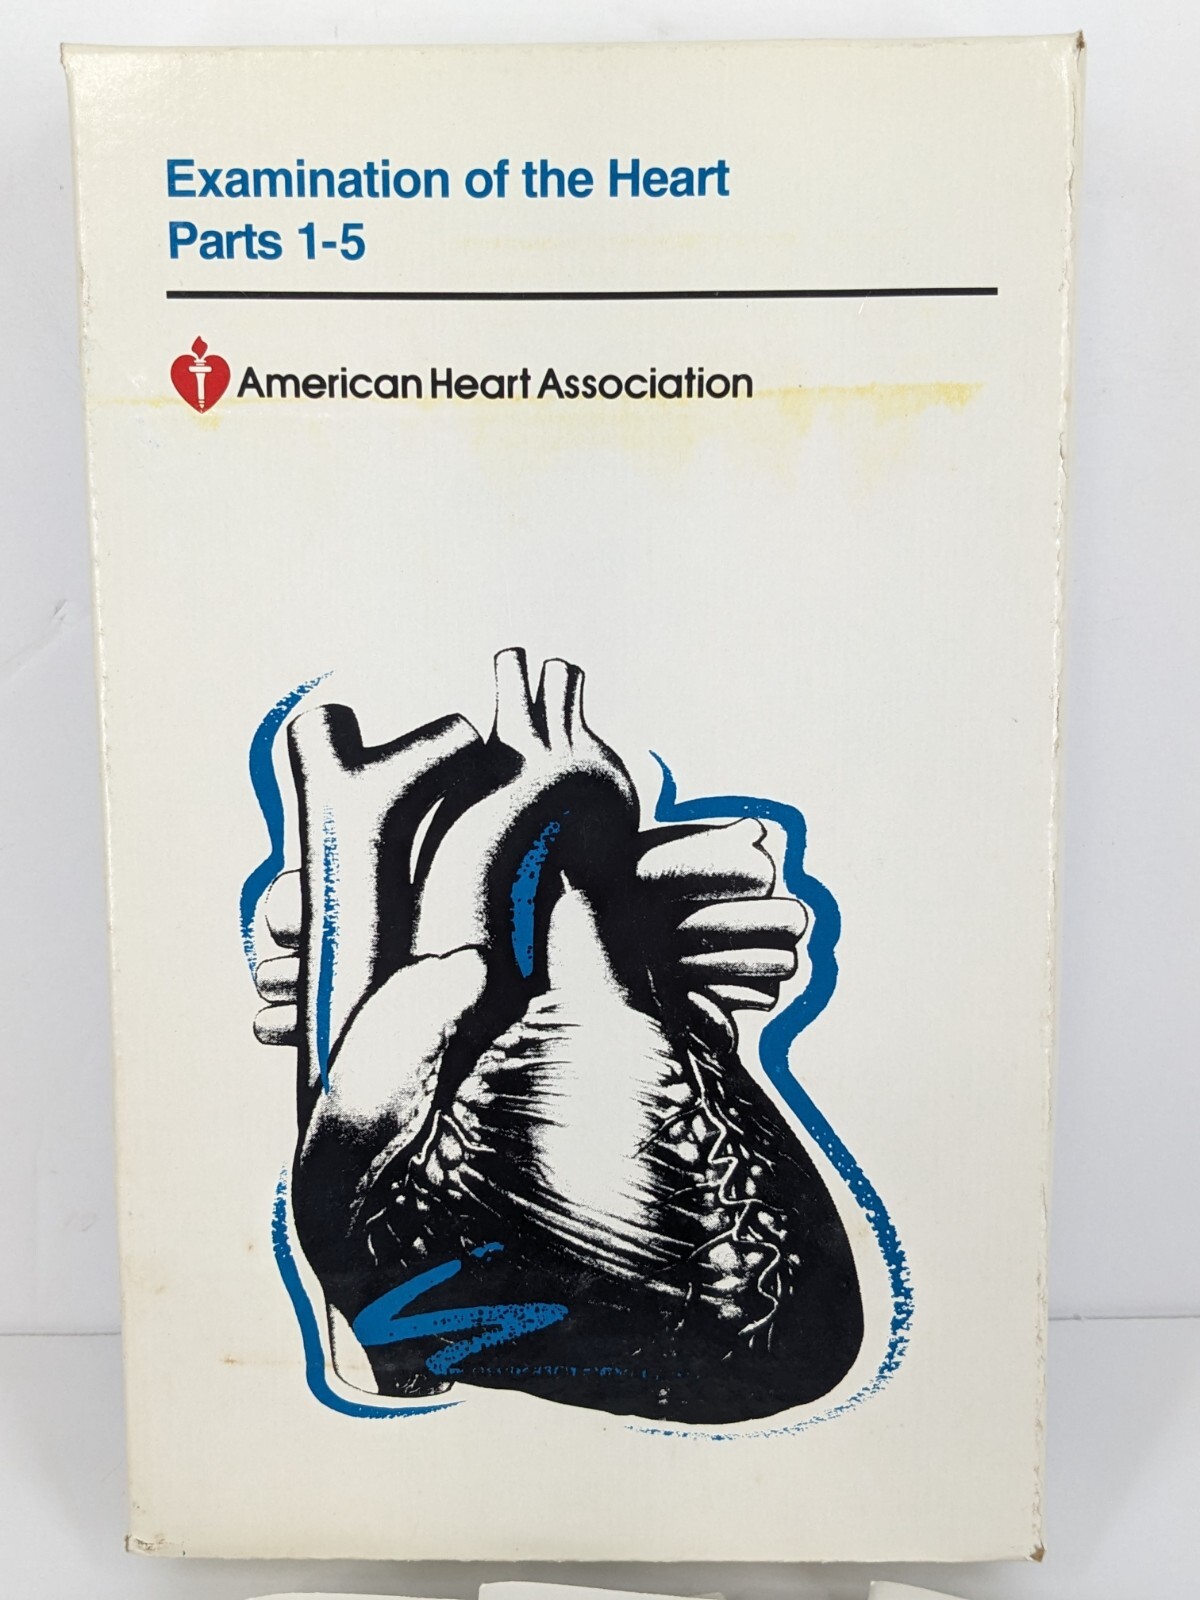 Examination of the Heart
Parts 1-5
American Heart Association